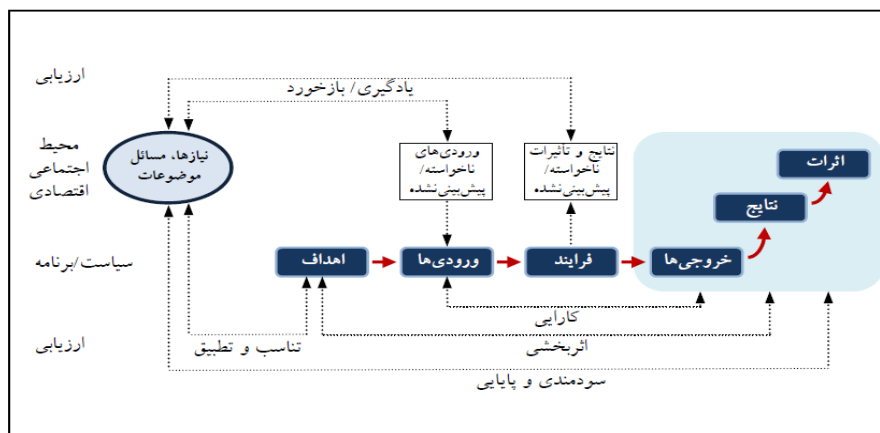 ارزیابی
یادگیری/ بازخورد
محیط
اجتماعی
اقتصادی
نیازها، مسائل
موضوعات
ورودی‌های
ناخواسته/
پیش‌بینی‌نشده
نتایج و تأثیرات
ناخواسته/
پیش‌بینی‌نشده
اثرات
نتایج
سیاست/برنامه
اهداف
ورودی‌ها
فرایند
خروجی‌ها
کارایی
ارزیابی
تناسب و تطبیق
اثربخشی
سودمندی و پایایی